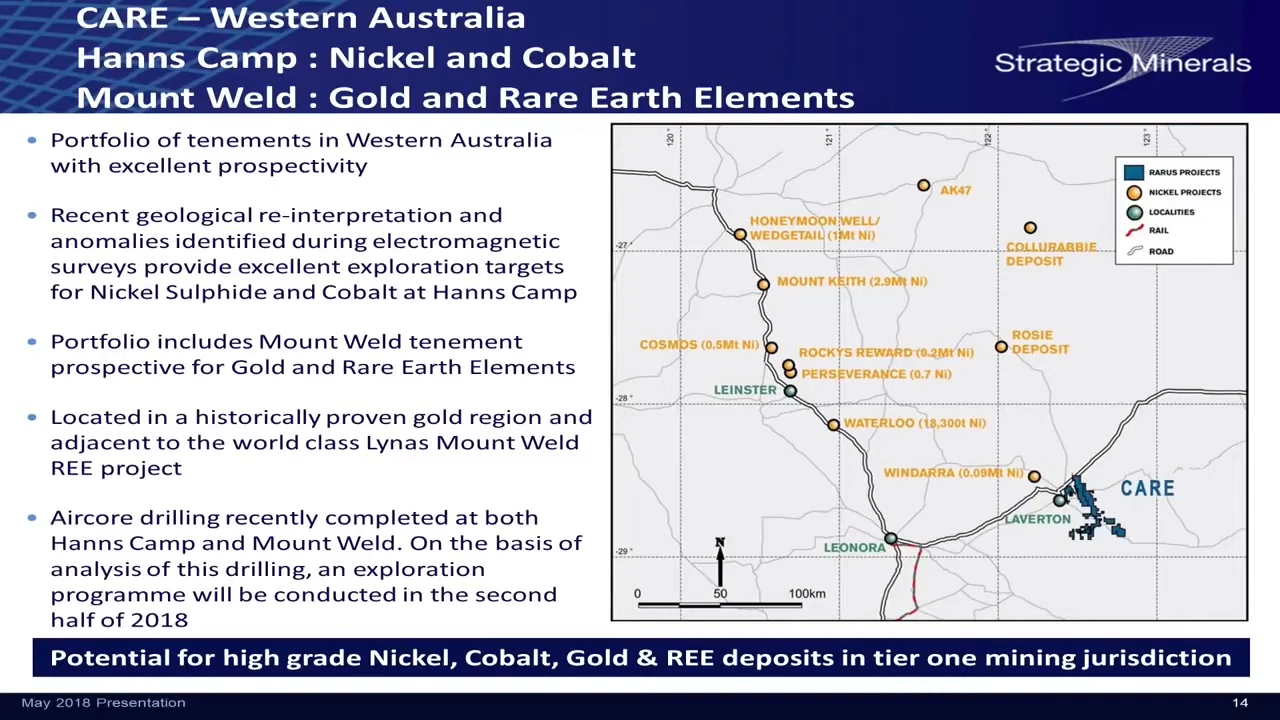 CARE – Western Australia
Hanns Camp : Nickel and Cobalt
Mount Weld : Gold and Rare Earth Elements
Strategic Minerals
• Portfolio of tenements in Western Australia
with excellent prospectivity
• Recent geological re-interpretation and
anomalies identified during electromagnetic
surveys provide excellent exploration targets
for Nickel Sulphide and Cobalt at Hanns Camp
• Portfolio includes Mount Weld tenement
prospective for Gold and Rare Earth Elements
• Located in a historically proven gold region and
adjacent to the world class Lynas Mount Weld
REE project
• Aircore drilling recently completed at both
Hanns Camp and Mount Weld. On the basis of
analysis of this drilling, an exploration
programme will be conducted in the second
half of 2018
120 °
121 °
122 °
123 °
RARUS PROJECTS
NICKEL PROJECTS
LOCALITIES
RAIL
ROAD
AK47
HONEYMOON WELL/
WEDGETAIL (1Mt Ni)
COLLURABBIE
DEPOSIT
-27 °
MOUNT KEITH (2.9Mt Ni)
COSMOS (0.5Mt Ni)
ROSIE
DEPOSIT
ROCKYS REWARD (0.2Mt Ni)
PERSEVERANCE (0.7 Ni)
LEINSTER
-28 °
WATERLOO (18,300t Ni)
WINDARRA (0.09Mt Ni)
CARE
LAVERTON
LEONORA
-29 °
N
0 50 100km
Potential for high grade Nickel, Cobalt, Gold & REE deposits in tier one mining jurisdiction
May 2018 Presentation
14